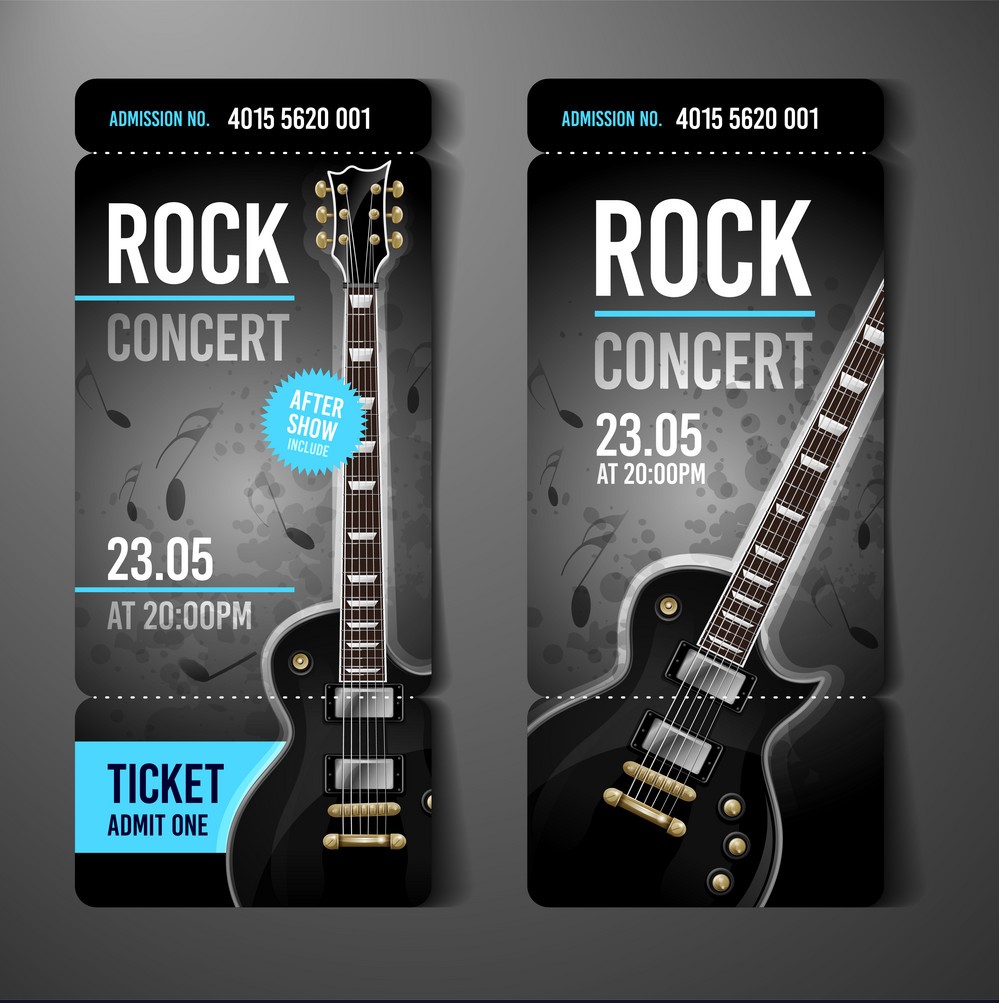 ADMISSION NO. 4015 5620 001
ROCK
CONCERT
AFTER
SHOW
INCLUDE
23.05
AT 20:00PM
TICKET
ADMIT ONE
ADMISSION NO. 4015 5620 001
ROCK
CONCERT
23.05
AT 20:00PM